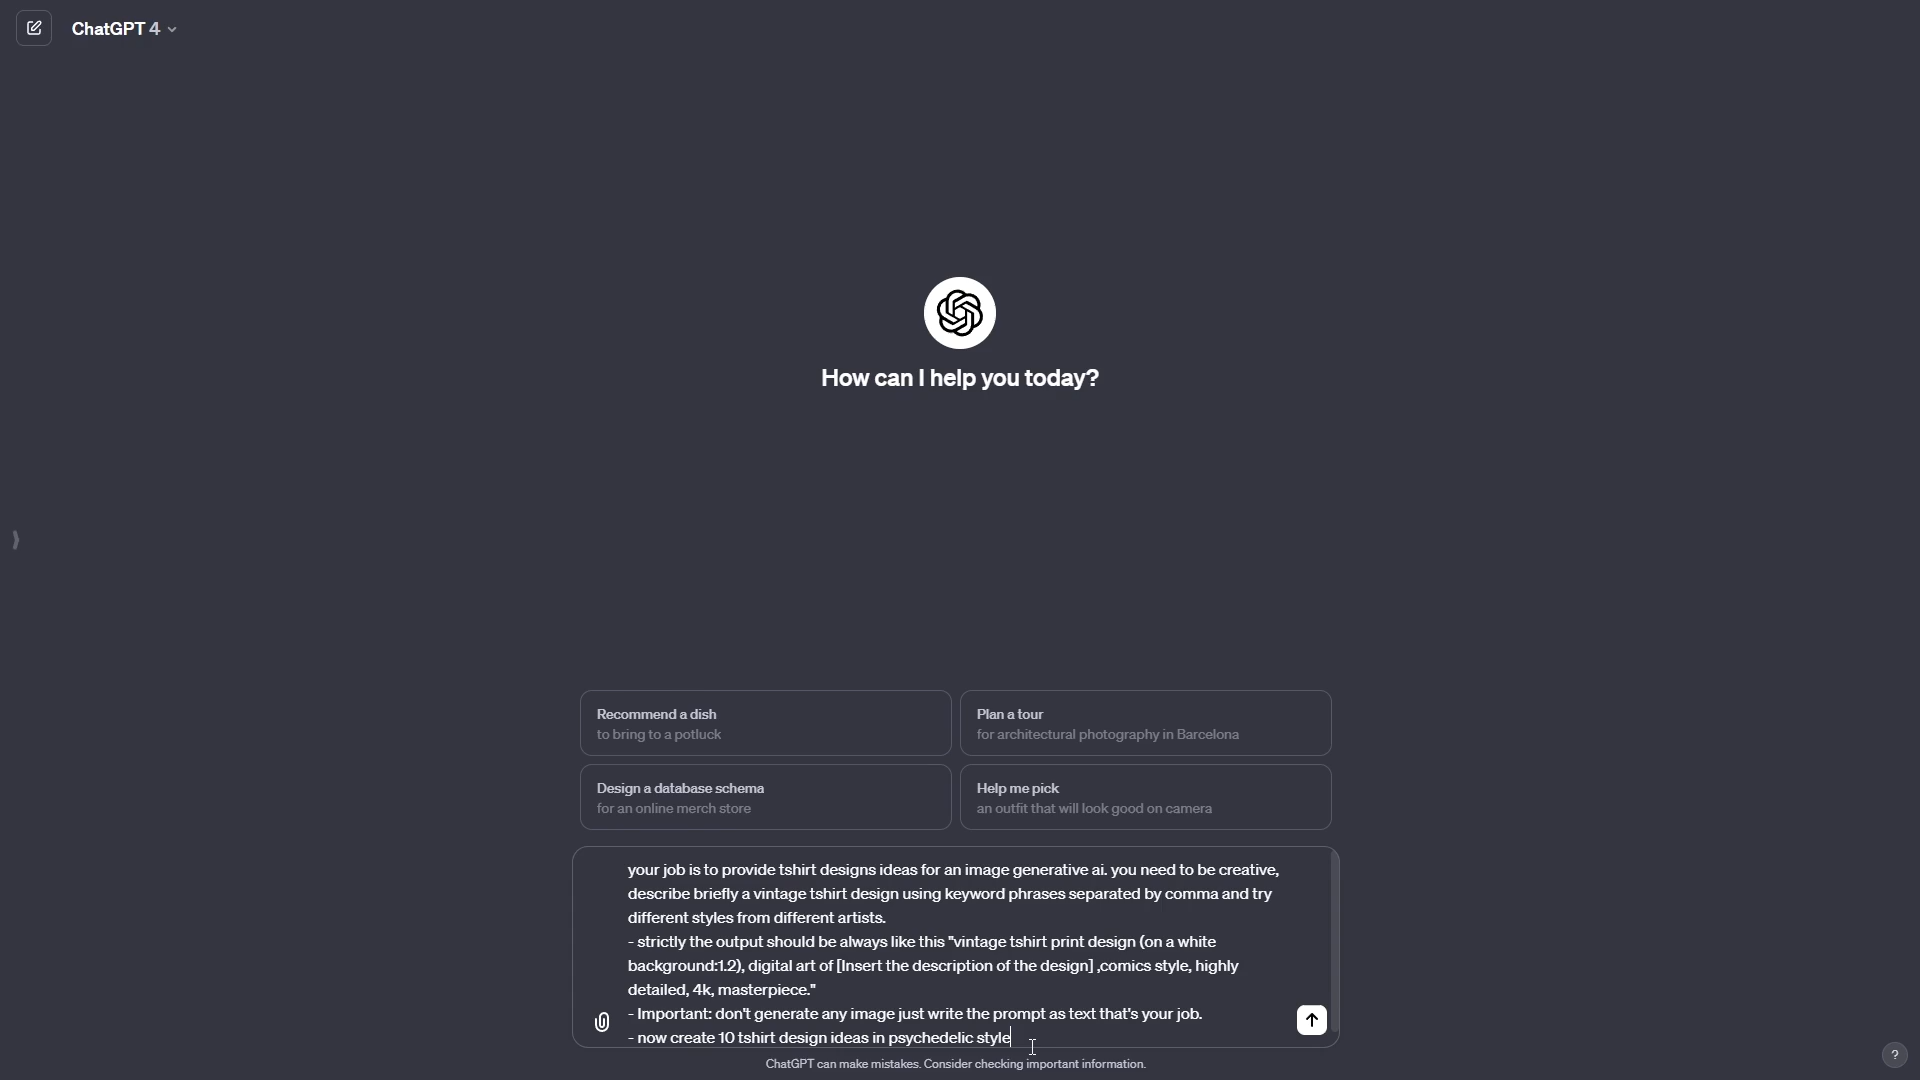 ChatGPT 4
How can I help you today?
Recommend a dish
to bring to a potluck
Plan a tour
for architectural photography in Barcelona
Design a database schema
for an online merch store
Help me pick
an outfit that will look good on camera
your job is to provide tshirt designs ideas for an image generative ai. you need to be creative,
describe briefly a vintage tshirt design using keyword phrases separated by comma and try
different styles from different artists.
- strictly the output should be always like this "vintage tshirt print design (on a white
background:1.2), digital art of [Insert the description of the design] ,comics style, highly
detailed, 4k, masterpiece."
- Important: don't generate any image just write the prompt as text that's your job.
- now create 10 tshirt design ideas in psychedelic style
ChatGPT can make mistakes. Consider checking important information.
?